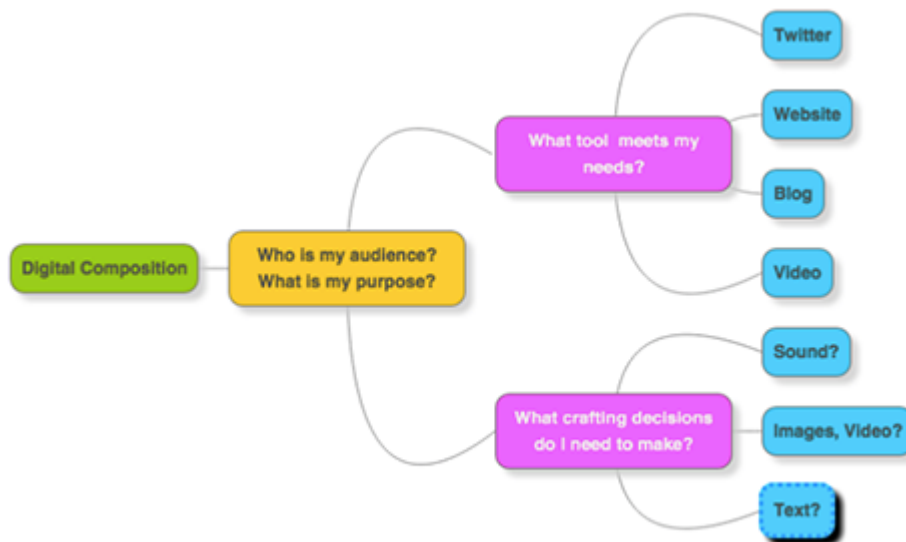 Digital Composition
Who is my audience?
What is my purpose?
What tool meets my
needs?
Twitter
Website
Blog
Video
What crafting decisions
do I need to make?
Sound?
Images, Video?
Text?